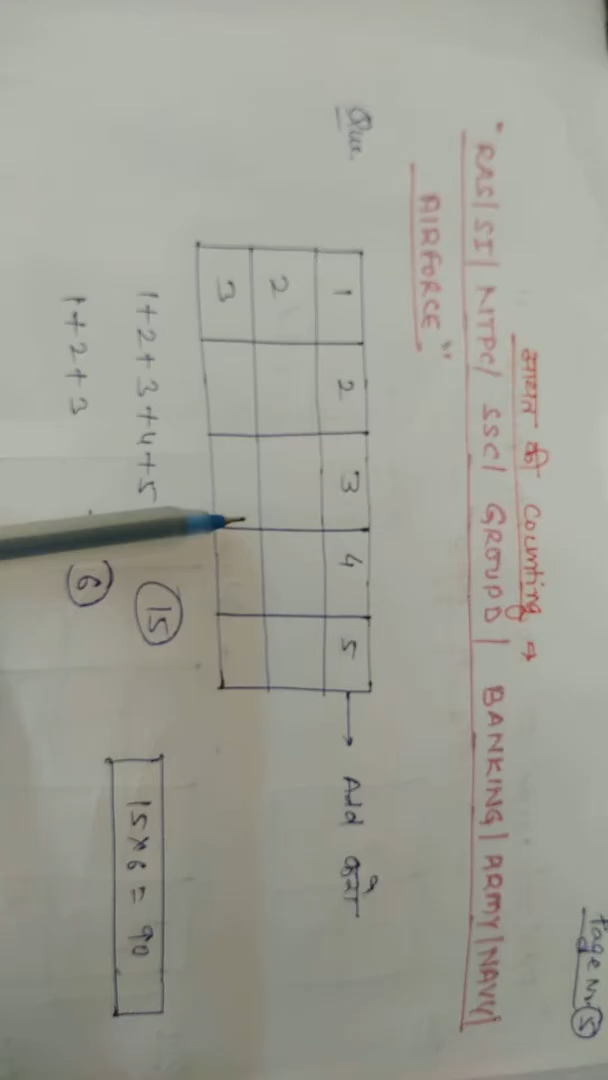 Page No. 5
आयत की Counting →
"RAS/ SI/ NTPC/ SSC/ GROUP D/ BANKING/ ARMY/ NAVY/
AIRFORCE"
Que.
1 2 3 4 5 → Add करो
2
3
1+2+3+4+5 15
1+2+3 6
15×6 = 90